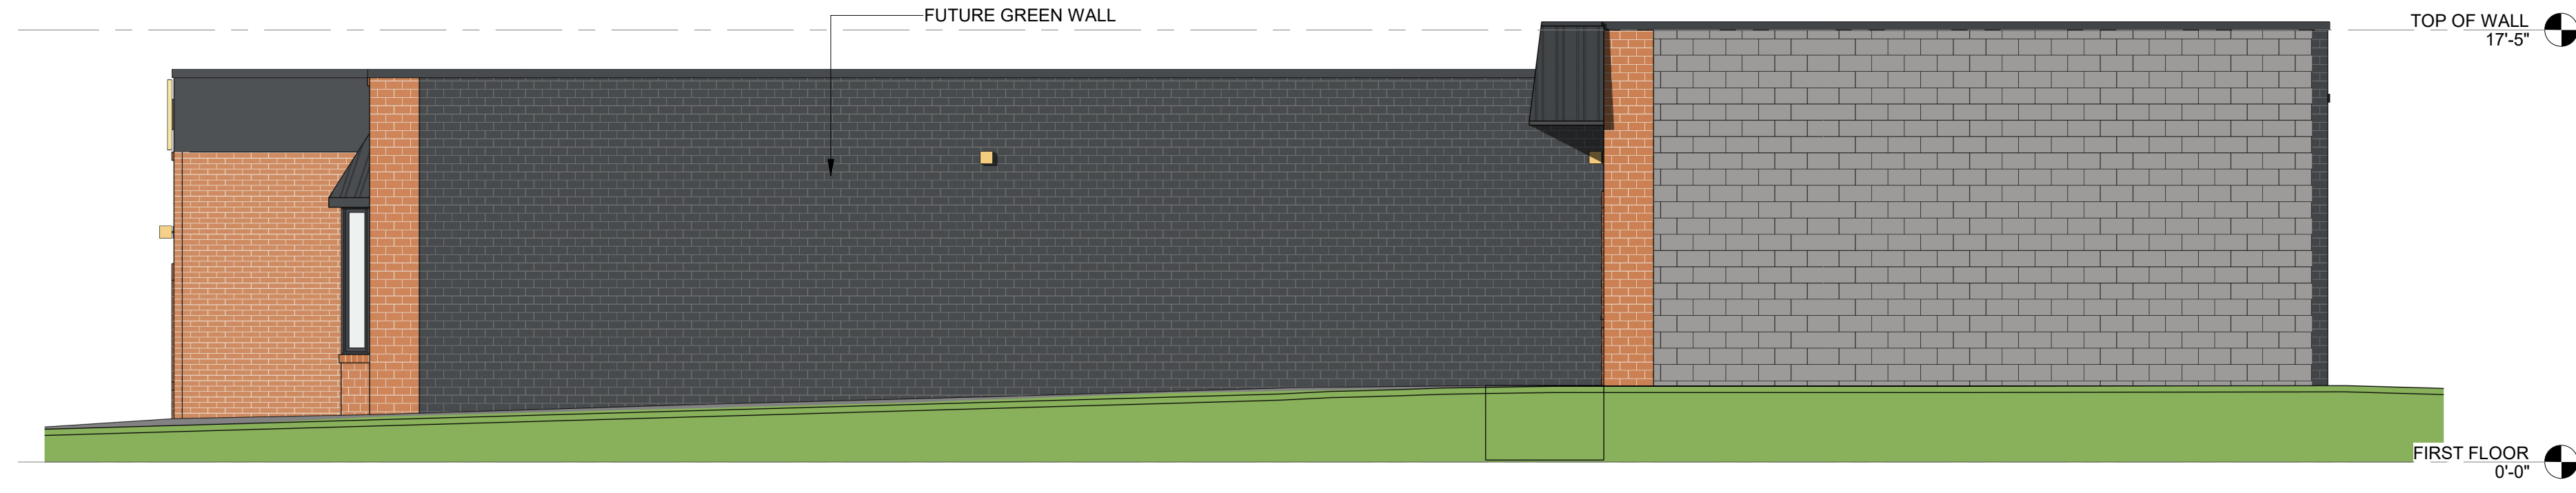 FUTURE GREEN WALL
TOP OF WALL
17'-5"
FIRST FLOOR
0'-0"